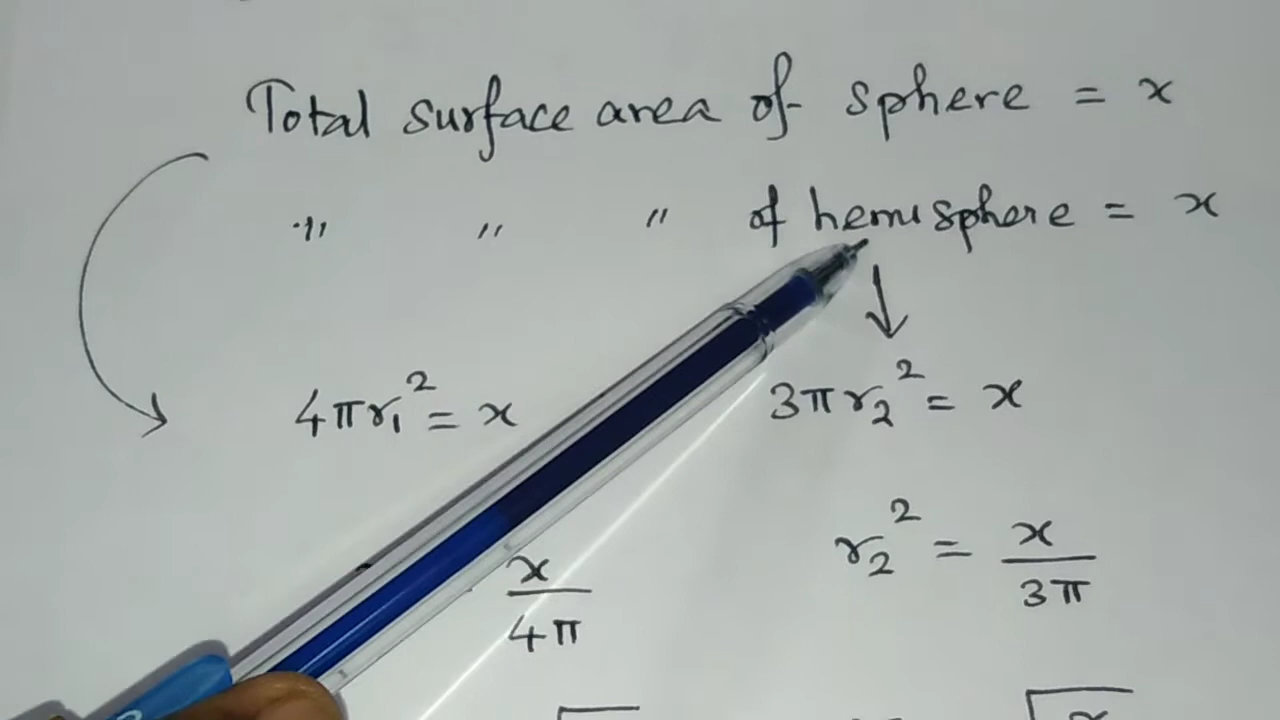 Total surface area of sphere = x
" " " of hemisphere = x
4πr₁² = x 3πr₂² = x
x/4π r₂² = x/3π
x